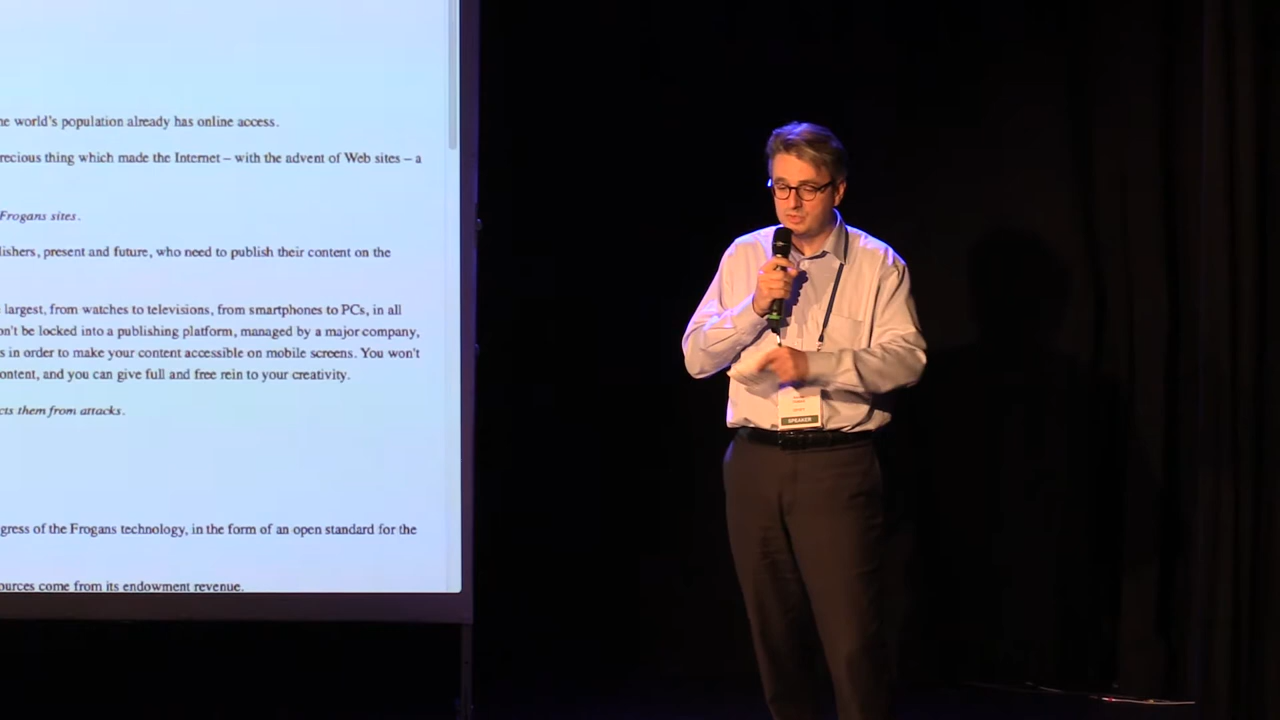 ne world's population already has online access.
recious thing which made the Internet – with the advent of Web sites – a
Frogans sites.
lishers, present and future, who need to publish their content on the
largest, from watches to televisions, from smartphones to PCs, in all
on't be locked into a publishing platform, managed by a major company,
s in order to make your content accessible on mobile screens. You won't
ontent, and you can give full and free rein to your creativity.
cts them from attacks.
gress of the Frogans technology, in the form of an open standard for the
ources come from its endowment revenue.
SPEAKER